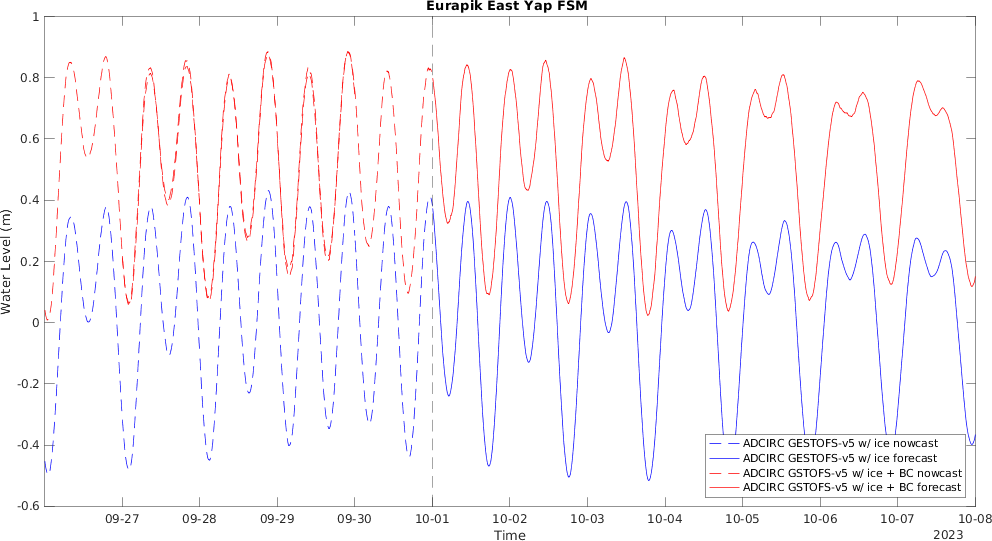 Eurapik East Yap FSM
1
0.8
0.6
0.4
0.2
0
-0.2
-0.4
-0.6
Water Level (m)
09-27 09-28 09-29 09-30 10-01 10-02 10-03 10-04 10-05 10-06 10-07 10-08
Time
2023
ADCIRC GESTOFS-v5 w/ ice nowcast
ADCIRC GESTOFS-v5 w/ ice forecast
ADCIRC GSTOFS-v5 w/ ice + BC nowcast
ADCIRC GSTOFS-v5 w/ ice + BC forecast